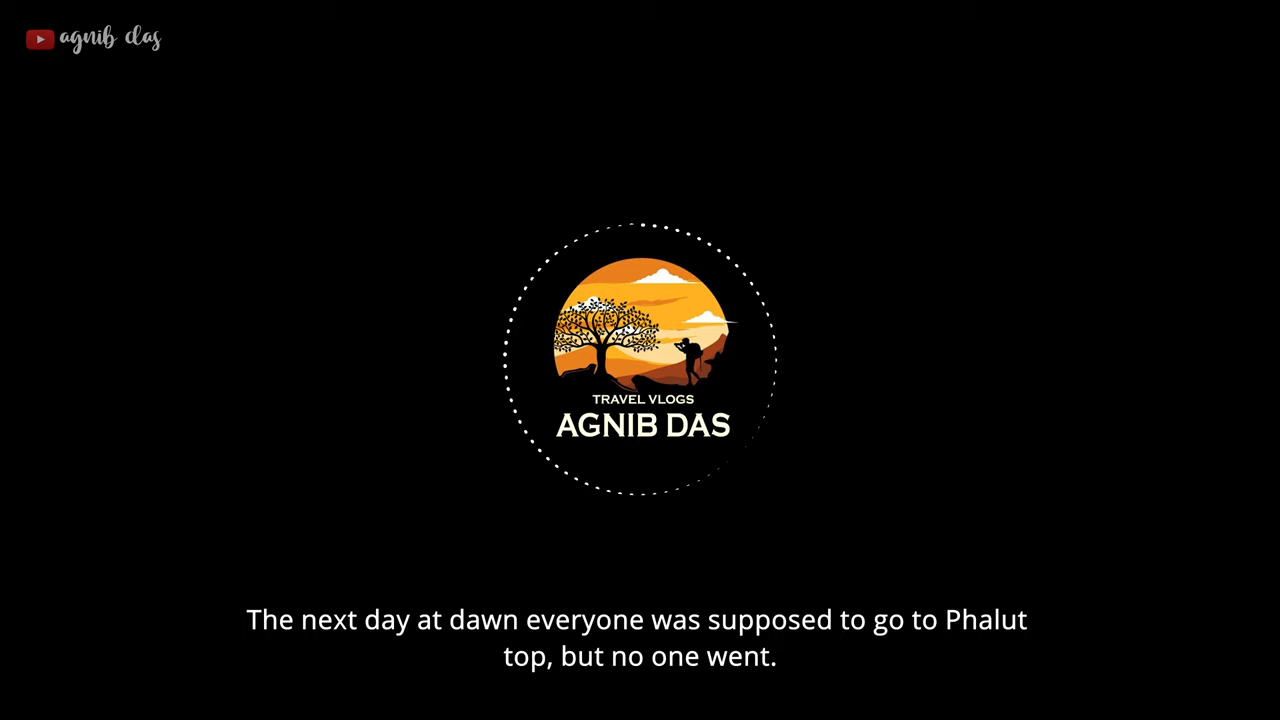 agnib das
TRAVEL VLOGS
AGNIB DAS
The next day at dawn everyone was supposed to go to Phalut
top, but no one went.